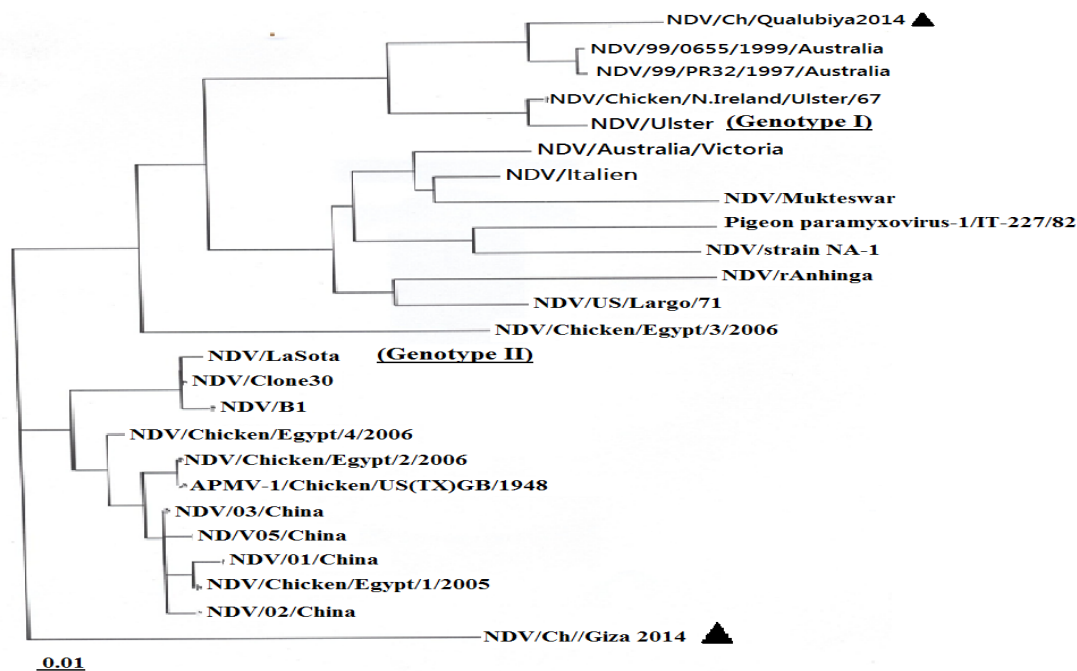 NDV/Ch/Qualubiya2014
NDV/99/0655/1999/Australia
NDV/99/PR32/1997/Australia
NDV/Chicken/N.Ireland/Ulster/67
NDV/Ulster (Genotype I)
NDV/Australia/Victoria
NDV/Italien
NDV/Mukteswar
Pigeon paramyxovirus-1/IT-227/82
NDV/strain NA-1
NDV/rAnhinga
NDV/US/Largo/71
NDV/Chicken/Egypt/3/2006
NDV/LaSota (Genotype II)
NDV/Clone30
NDV/B1
NDV/Chicken/Egypt/4/2006
NDV/Chicken/Egypt/2/2006
APMV-1/Chicken/US(TX)GB/1948
NDV/03/China
ND/V05/China
NDV/01/China
NDV/Chicken/Egypt/1/2005
NDV/02/China
NDV/Ch//Giza 2014
0.01